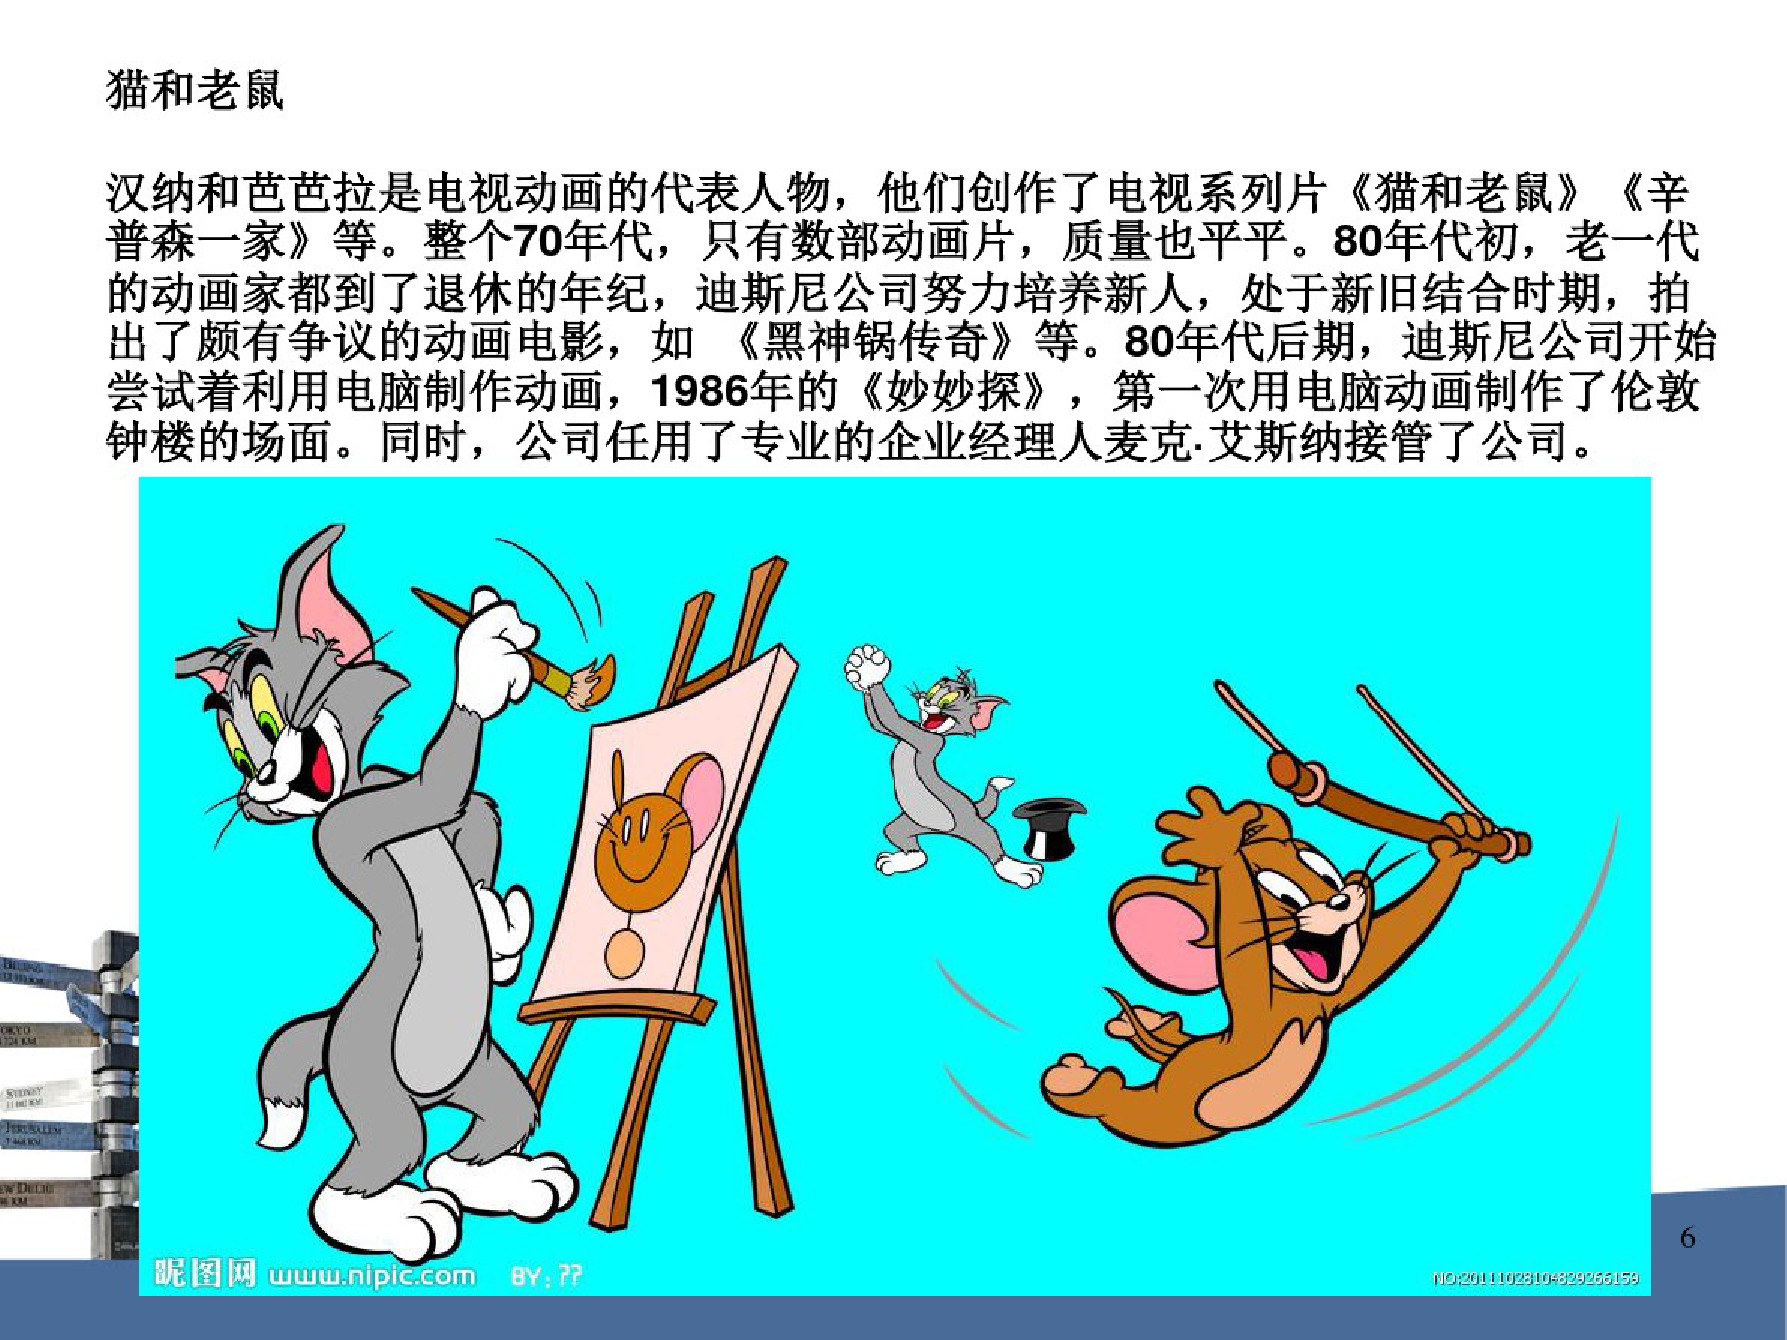 猫和老鼠
汉纳和芭芭拉是电视动画的代表人物，他们创作了电视系列片《猫和老鼠》《辛
普森一家》等。整个70年代，只有数部动画片，质量也平平。80年代初，老一代
的动画家都到了退休的年纪，迪斯尼公司努力培养新人，处于新旧结合时期，拍
出了颇有争议的动画电影，如 《黑神锅传奇》等。80年代后期，迪斯尼公司开始
尝试着利用电脑制作动画，1986年的《妙妙探》，第一次用电脑动画制作了伦敦
钟楼的场面。同时，公司任用了专业的企业经理人麦克·艾斯纳接管了公司。
BEIJING
OKYO
SYDNEY
JERUSALEM
EW DELHI
6
昵图网 www.nipic.com BY: ??
NO:20111028104829266159